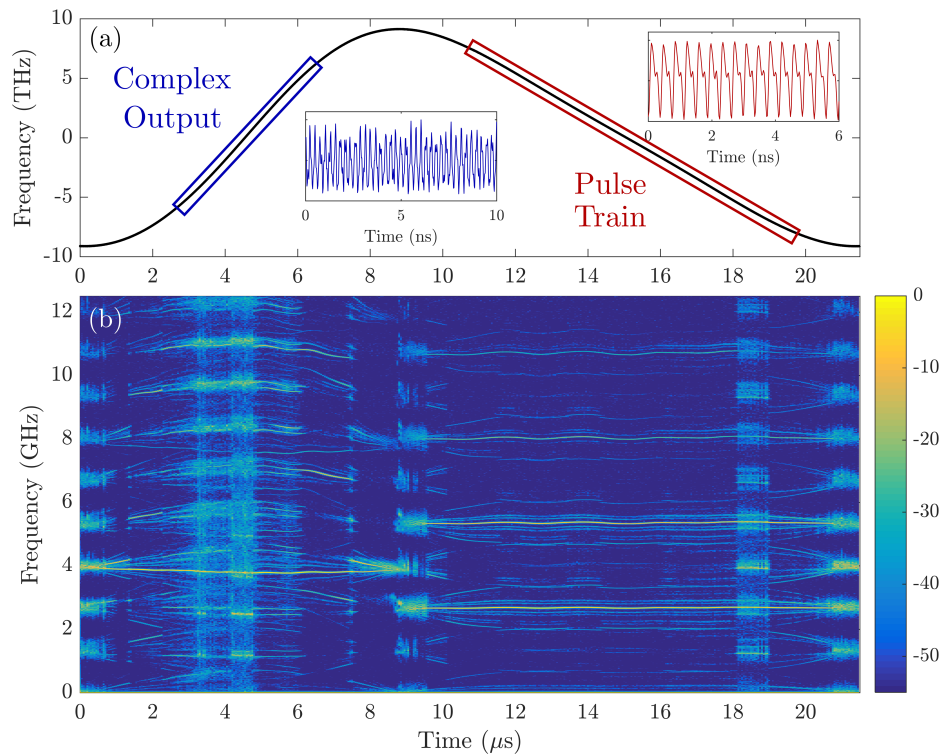 (a)
Complex
Output
Pulse
Train
Frequency (THz)
10
5
0
-5
-10
0 5 10
Time (ns)
0 2 4 6
Time (ns)
0 2 4 6 8 10 12 14 16 18 20
(b)
Frequency (GHz)
12
10
8
6
4
2
0
0 2 4 6 8 10 12 14 16 18 20
Time (μs)
0
-10
-20
-30
-40
-50